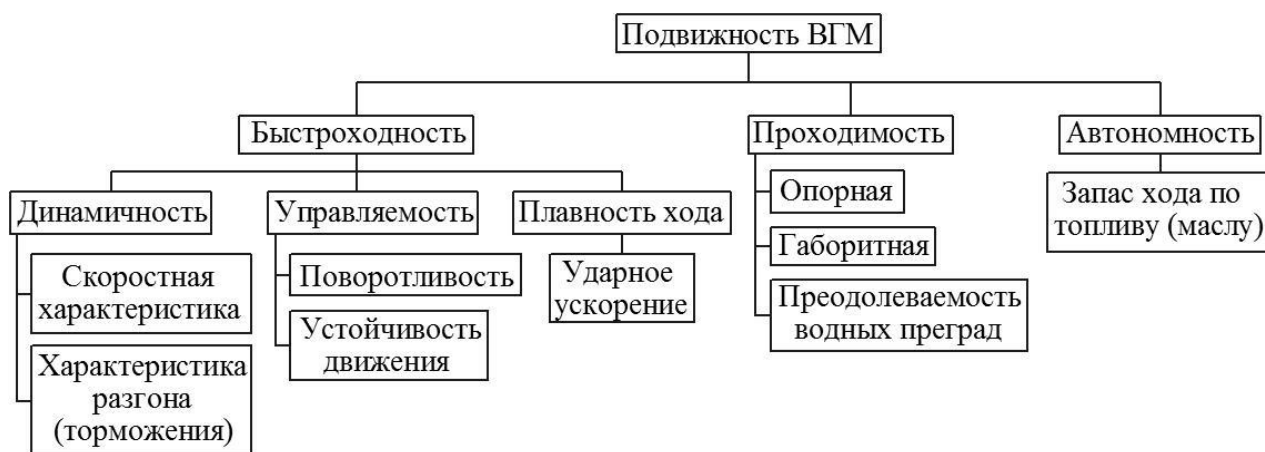 Подвижность ВГМ
Быстроходность
Проходимость
Автономность
Динамичность
Управляемость
Плавность хода
Опорная
Запас хода по
топливу (маслу)
Скоростная
характеристика
Поворотливость
Ударное
ускорение
Габоритная
Преодолеваемость
водных преград
Устойчивость
движения
Характеристика
разгона
(торможения)